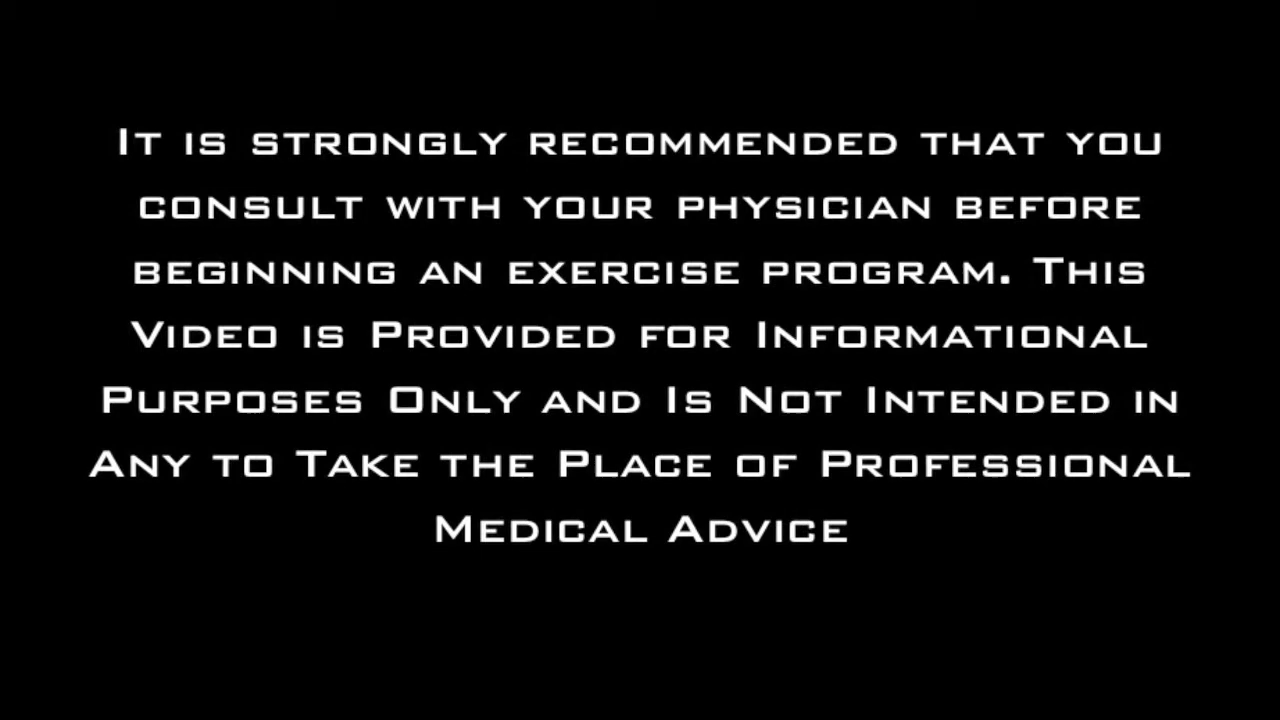 It is strongly recommended that you
consult with your physician before
beginning an exercise program. This
Video is Provided for Informational
Purposes Only and Is Not Intended in
Any to Take the Place of Professional
Medical Advice